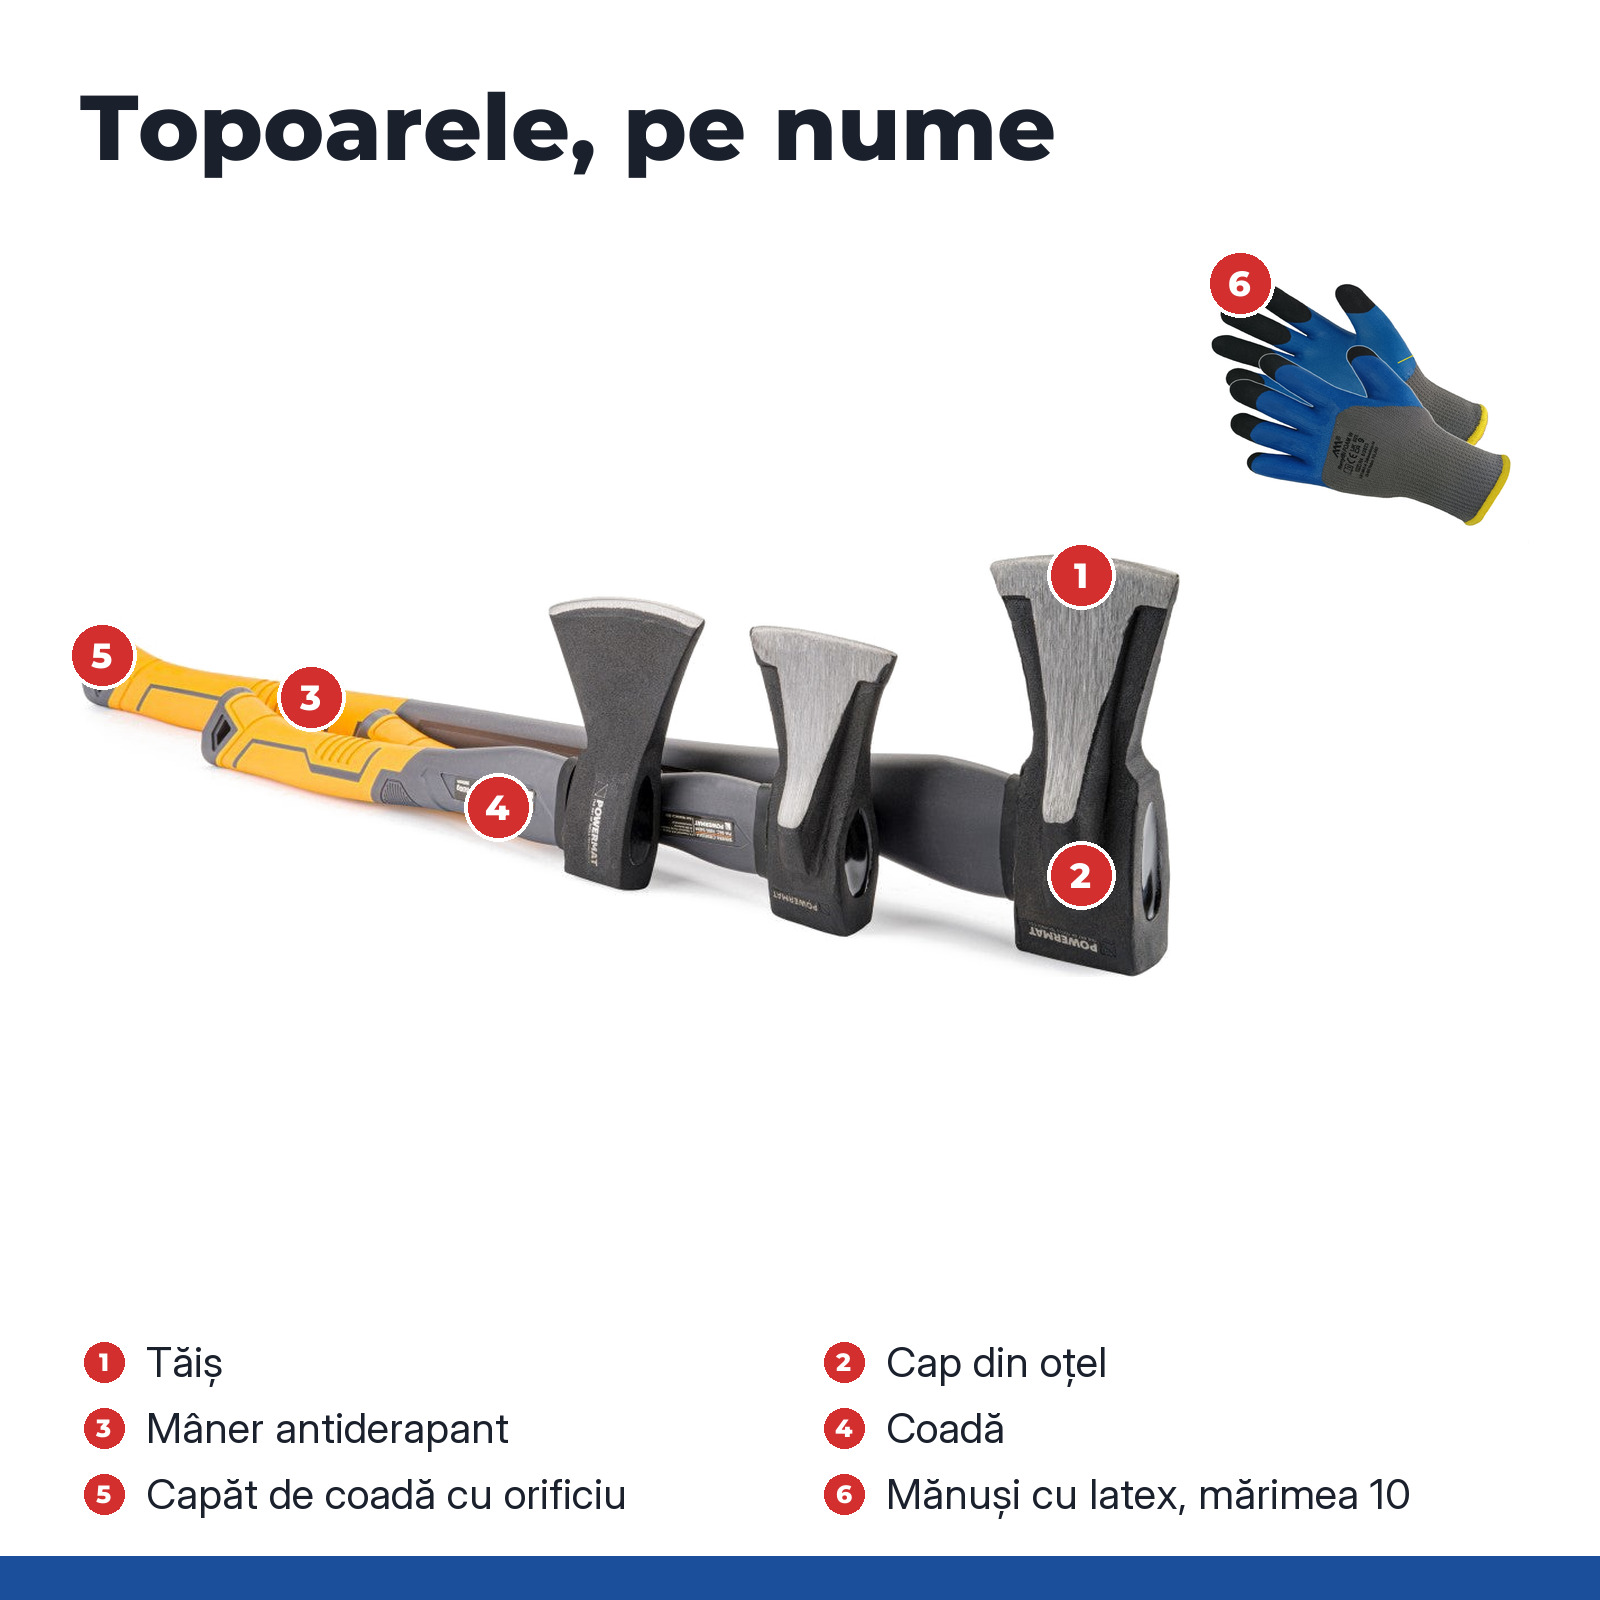 Topoarele, pe nume
6
1
5
3
4
2
POWERMAT
POWERMAT
POWERMAT
POWERMAT
1 Tăiș
2 Cap din oțel
3 Mâner antiderapant
4 Coadă
5 Capăt de coadă cu orificiu
6 Mănuși cu latex, mărimea 10